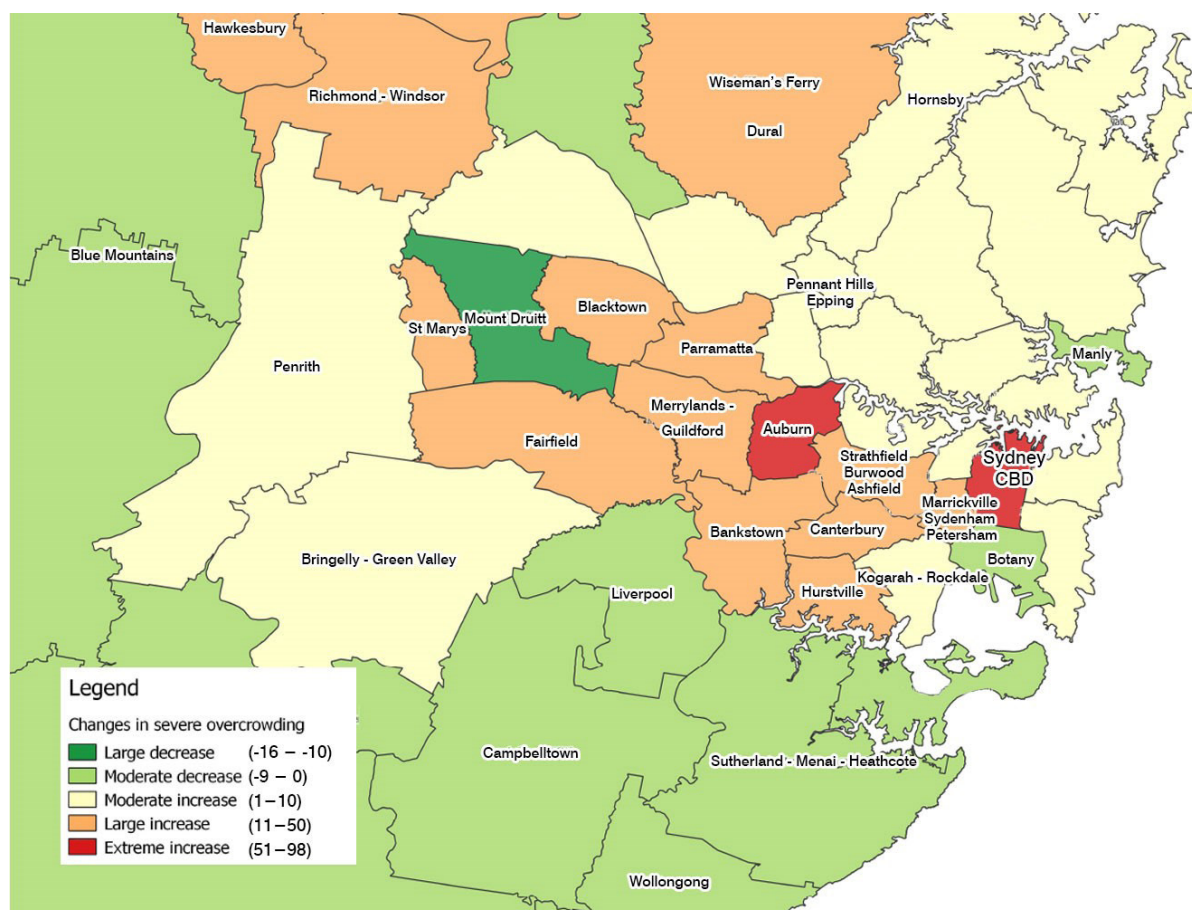 Hawkesbury
Richmond - Windsor
Wiseman's Ferry
Dural
Hornsby
Blue Mountains
Penrith
St Marys
Mount Druitt
Blacktown
Parramatta
Pennant Hills
Epping
Manly
Merrylands -
Guildford
Auburn
Fairfield
Strathfield
Burwood
Ashfield
Sydney
CBD
Marrickville
Sydenham
Petersham
Bankstown
Canterbury
Botany
Bringelly - Green Valley
Liverpool
Hurstville
Kogarah - Rockdale
Campbelltown
Sutherland - Menai - Heathcote
Wollongong
Legend
Changes in severe overcrowding
Large decrease (-16 – -10)
Moderate decrease (-9 – 0)
Moderate increase (1–10)
Large increase (11–50)
Extreme increase (51–98)